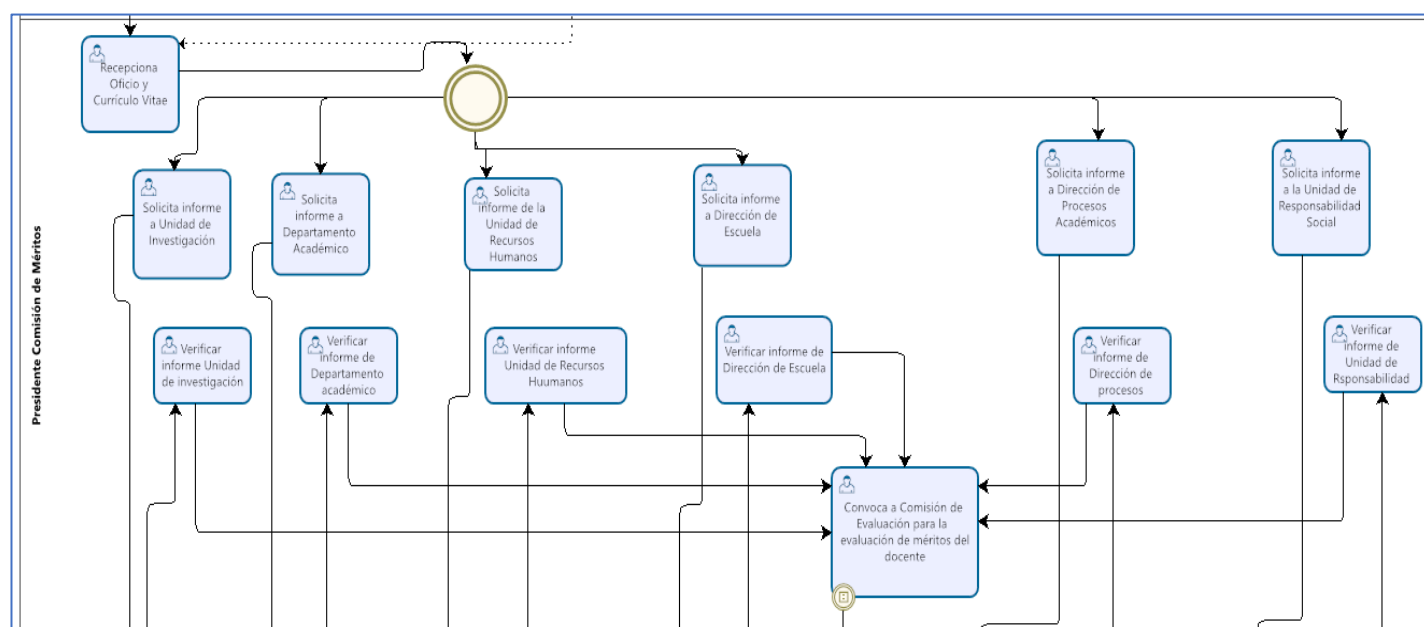 Presidente Comisión de Méritos
Recepciona
Oficio y
Currículo Vitae
Solicita informe
a Unidad de
Investigación
Solicita
informe a
Departamento
Académico
Solicita
informe de la
Unidad de
Recursos
Humanos
Solicita informe
a Dirección de
Escuela
Solicita informe
a Dirección de
Procesos
Académicos
Solicita informe
a la Unidad de
Responsabilidad
Social
Verificar
informe Unidad
de investigación
Verificar
informe de
Departamento
académico
Verificar informe
Unidad de Recursos
Huumanos
Verificar informe de
Dirección de Escuela
Verificar
informe de
Dirección de
procesos
Verificar
informe de
Unidad de
Rsponsabilidad
Convoca a Comisión de
Evaluación para la
evaluación de méritos del
docente